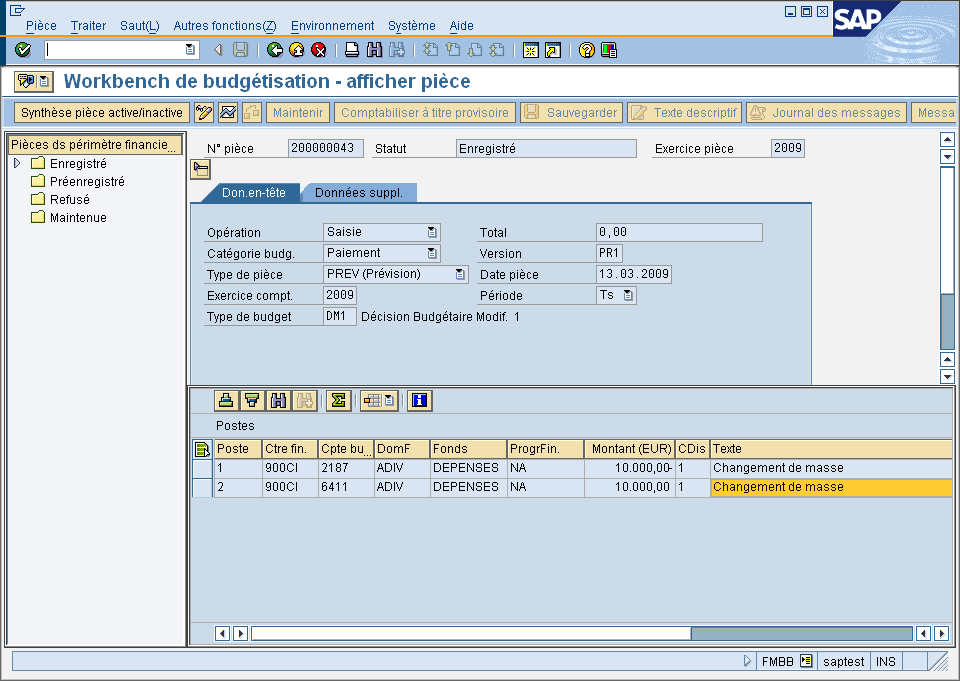 Pièce Traiter Saut(L) Autres fonctions(Z) Environnement Système Aide
SAP
Workbench de budgétisation - afficher pièce
Synthèse pièce active/inactive Maintenir Comptabiliser à titre provisoire Sauvegarder Texte descriptif Journal des messages Messa
Pièces ds périmètre financie...
Enregistré
Préenregistré
Refusé
Maintenue
N° pièce 200000043 Statut Enregistré Exercice pièce 2009
Don.en-tête Données suppl.
Opération Saisie Total 0,00
Catégorie budg. Paiement Version PR1
Type de pièce PREV (Prévision) Date pièce 13.03.2009
Exercice compt. 2009 Période Ts
Type de budget DM1 Décision Budgétaire Modif. 1
Postes
Poste Ctre fin. Cpte bu... DomF Fonds ProgrFin. Montant (EUR) CDis Texte
1 900CI 2187 ADIV DEPENSES NA 10.000,00- 1 Changement de masse
2 900CI 6411 ADIV DEPENSES NA 10.000,00 1 Changement de masse
FMBB saptest INS